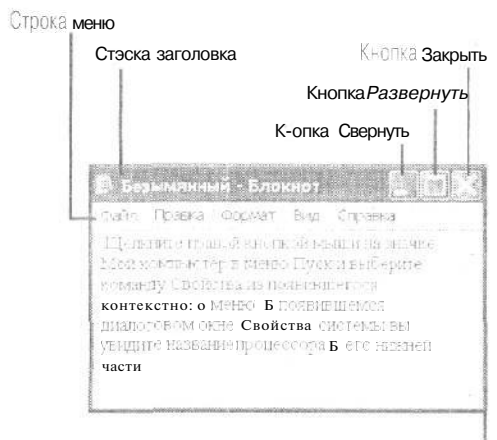 Строка меню
Стэска заголовка
Кнопка Закрыть
Кнопка Развернуть
К-опка Свернуть
Безымянный - Блокнот
Файл Правка Формат Вид Справка
Щелкните правой кнопкой мыши на значке
Мой компьютер в меню Пуск и выберите
команду Свойства из появившегося
контекстно: о меню Б появившемся
диалоговом окне Свойства системы вы
увидите название процессора Б его нижней
части